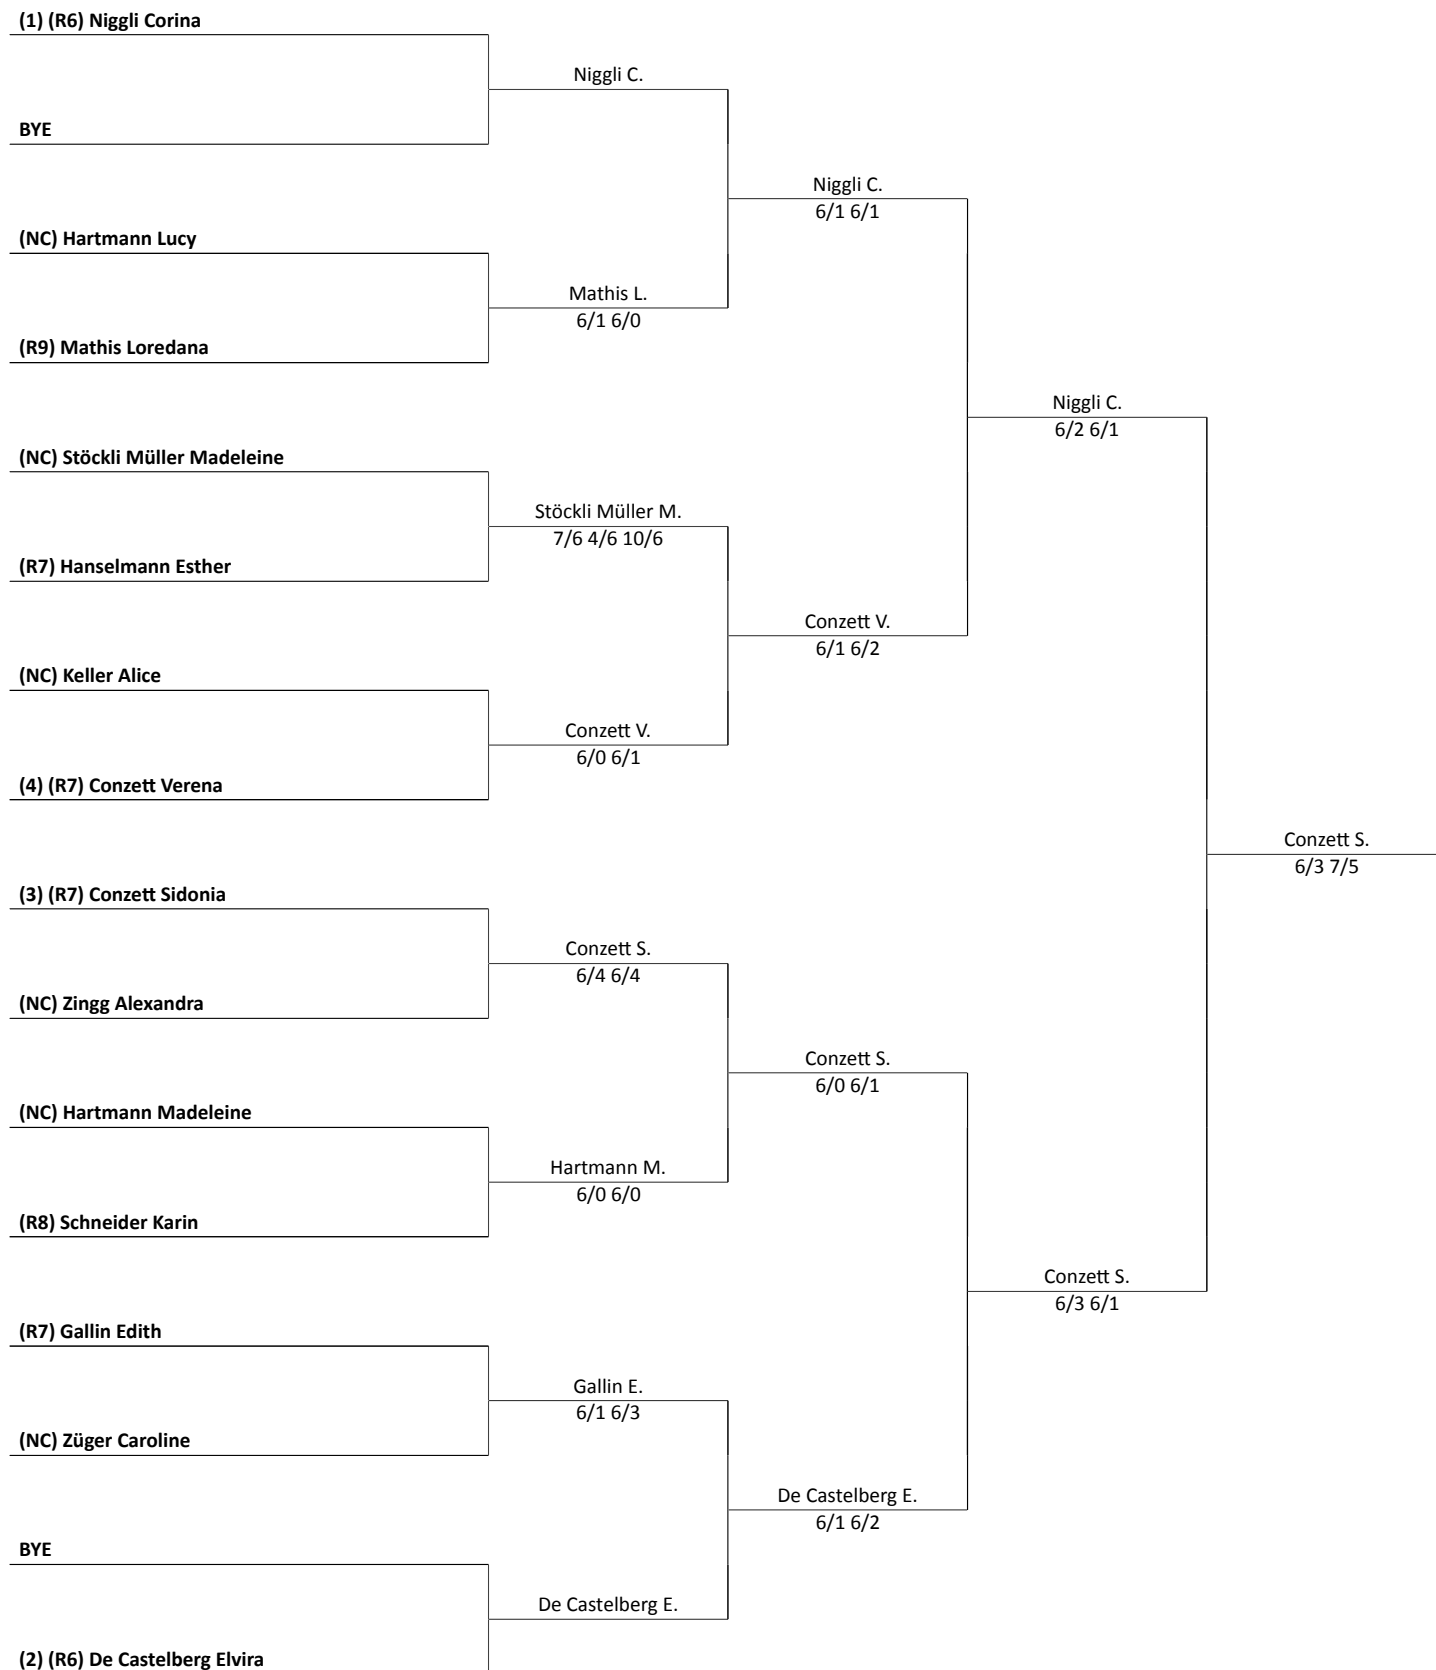 (1) (R6) Niggli Corina
Niggli C.
BYE
Niggli C.
6/1 6/1
(NC) Hartmann Lucy
Mathis L.
6/1 6/0
(R9) Mathis Loredana
Niggli C.
6/2 6/1
(NC) Stöckli Müller Madeleine
Stöckli Müller M.
7/6 4/6 10/6
(R7) Hanselmann Esther
Conzett V.
6/1 6/2
(NC) Keller Alice
Conzett V.
6/0 6/1
(4) (R7) Conzett Verena
Conzett S.
6/3 7/5
(3) (R7) Conzett Sidonia
Conzett S.
6/4 6/4
(NC) Zingg Alexandra
Conzett S.
6/0 6/1
(NC) Hartmann Madeleine
Hartmann M.
6/0 6/0
(R8) Schneider Karin
Conzett S.
6/3 6/1
(R7) Gallin Edith
Gallin E.
6/1 6/3
(NC) Züger Caroline
De Castelberg E.
6/1 6/2
BYE
De Castelberg E.
(2) (R6) De Castelberg Elvira